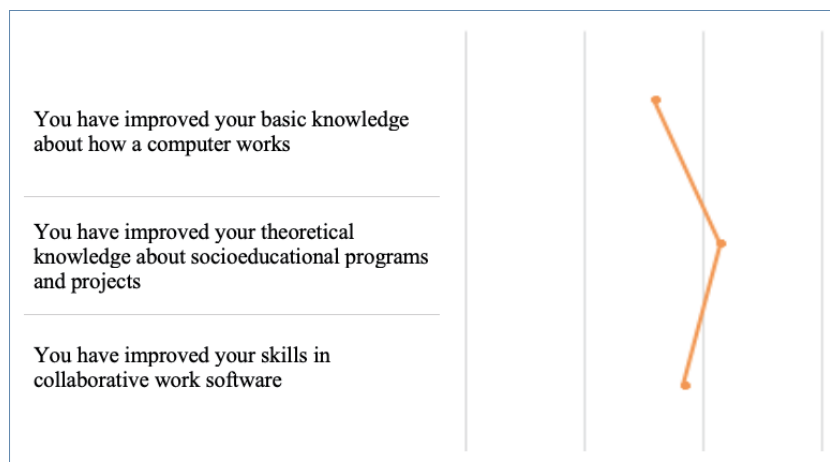 You have improved your basic knowledge
about how a computer works
You have improved your theoretical
knowledge about socioeducational programs
and projects
You have improved your skills in
collaborative work software